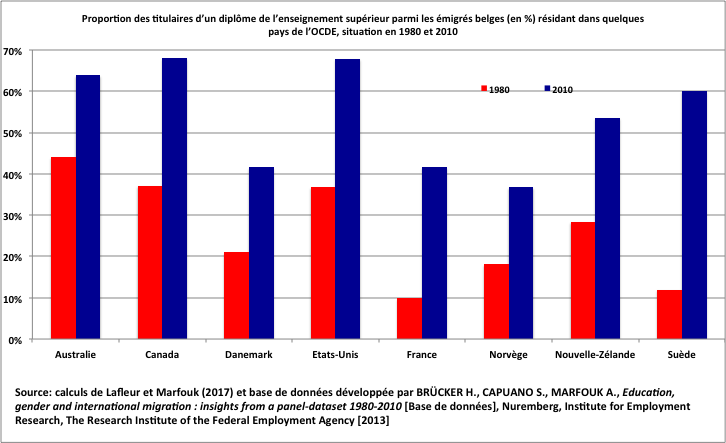 Proportion des titulaires d'un diplôme de l'enseignement supérieur parmi les émigrés belges (en %) résidant dans quelques
pays de l'OCDE, situation en 1980 et 2010
70%
60%
50%
40%
30%
20%
10%
0%
1980 2010
Australie Canada Danemark Etats-Unis France Norvège Nouvelle-Zélande Suède
Source: calculs de Lafleur et Marfouk (2017) et base de données développée par BRÜCKER H., CAPUANO S., MARFOUK A., Education,
gender and international migration : insights from a panel-dataset 1980-2010 [Base de données], Nuremberg, Institute for Employment
Research, The Research Institute of the Federal Employment Agency [2013]